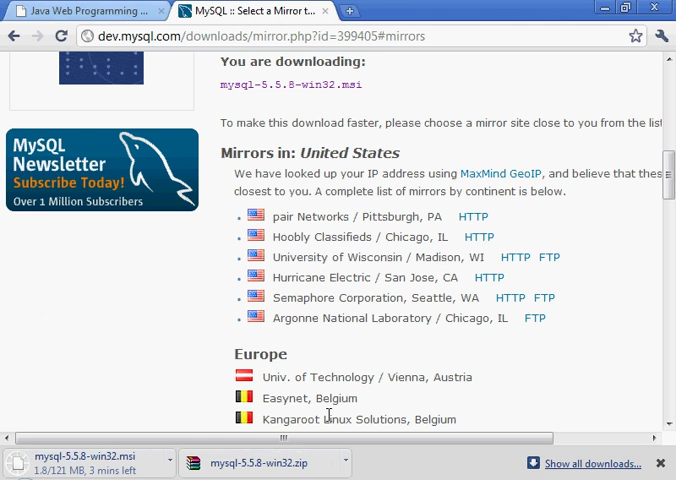 Java Web Programming ...
MySQL :: Select a Mirror t...
dev.mysql.com/downloads/mirror.php?id=399405#mirrors
You are downloading:
mysql-5.5.8-win32.msi
To make this download faster, please choose a mirror site close to you from the list
MySQL
Newsletter
Subscribe Today!
Over 1 Million Subscribers
Mirrors in: United States
We have looked up your IP address using MaxMind GeoIP, and believe that these
closest to you. A complete list of mirrors by continent is below.
pair Networks / Pittsburgh, PA HTTP
Hoobly Classifieds / Chicago, IL HTTP
University of Wisconsin / Madison, WI HTTP FTP
Hurricane Electric / San Jose, CA HTTP
Semaphore Corporation, Seattle, WA HTTP FTP
Argonne National Laboratory / Chicago, IL FTP
Europe
Univ. of Technology / Vienna, Austria
Easynet, Belgium
Kangaroot Linux Solutions, Belgium
mysql-5.5.8-win32.msi
1.8/121 MB, 3 mins left
mysql-5.5.8-win32.zip
Show all downloads...